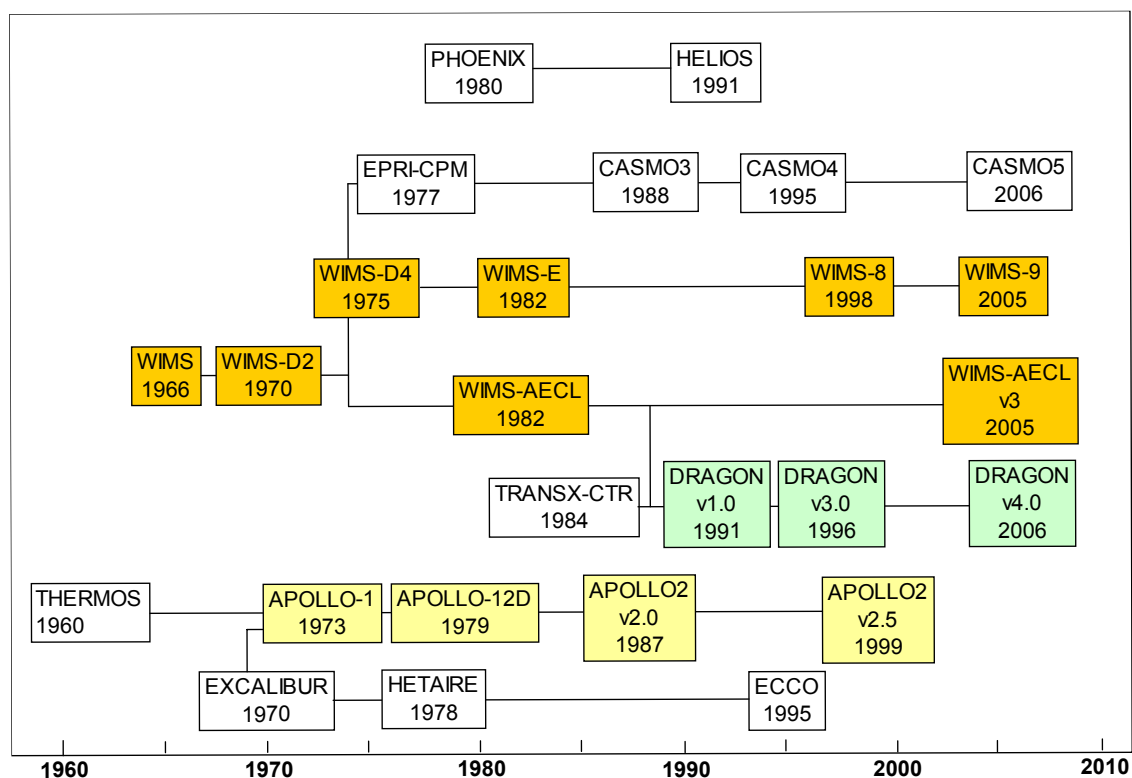 PHOENIX
1980
HELIOS
1991
EPRI-CPM
1977
CASMO3
1988
CASMO4
1995
CASMO5
2006
WIMS-D4
1975
WIMS-E
1982
WIMS-8
1998
WIMS-9
2005
WIMS
1966
WIMS-D2
1970
WIMS-AECL
1982
WIMS-AECL
v3
2005
TRANSX-CTR
1984
DRAGON
v1.0
1991
DRAGON
v3.0
1996
DRAGON
v4.0
2006
THERMOS
1960
APOLLO-1
1973
APOLLO-12D
1979
APOLLO2
v2.0
1987
APOLLO2
v2.5
1999
EXCALIBUR
1970
HETAIRE
1978
ECCO
1995
1960 1970 1980 1990 2000 2010